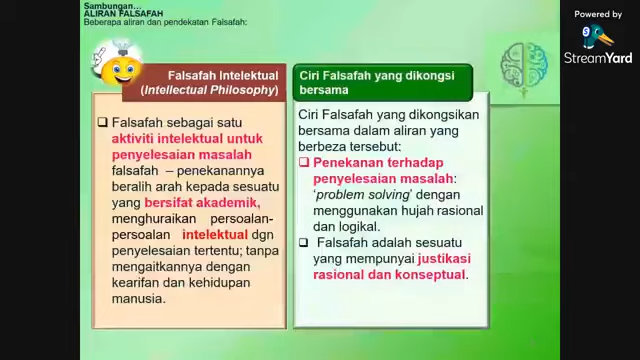 Sambungan…
ALIRAN FALSAFAH
Beberapa aliran dan pendekatan Falsafah:
Falsafah Intelektual
(Intellectual Philosophy)
Falsafah sebagai satu
aktiviti intelektual untuk
penyelesaian masalah
falsafah – penekanannya
beralih arah kepada sesuatu
yang bersifat akademik,
menghuraikan persoalan-
persoalan intelektual dgn
penyelesaian tertentu; tanpa
mengaitkannya dengan
kearifan dan kehidupan
manusia.
Ciri Falsafah yang dikongsi
bersama
Ciri Falsafah yang dikongsikan
bersama dalam aliran yang
berbeza tersebut:
Penekanan terhadap
penyelesaian masalah:
‘problem solving’ dengan
menggunakan hujah rasional
dan logikal.
Falsafah adalah sesuatu
yang mempunyai justikasi
rasional dan konseptual.
Powered by
StreamYard